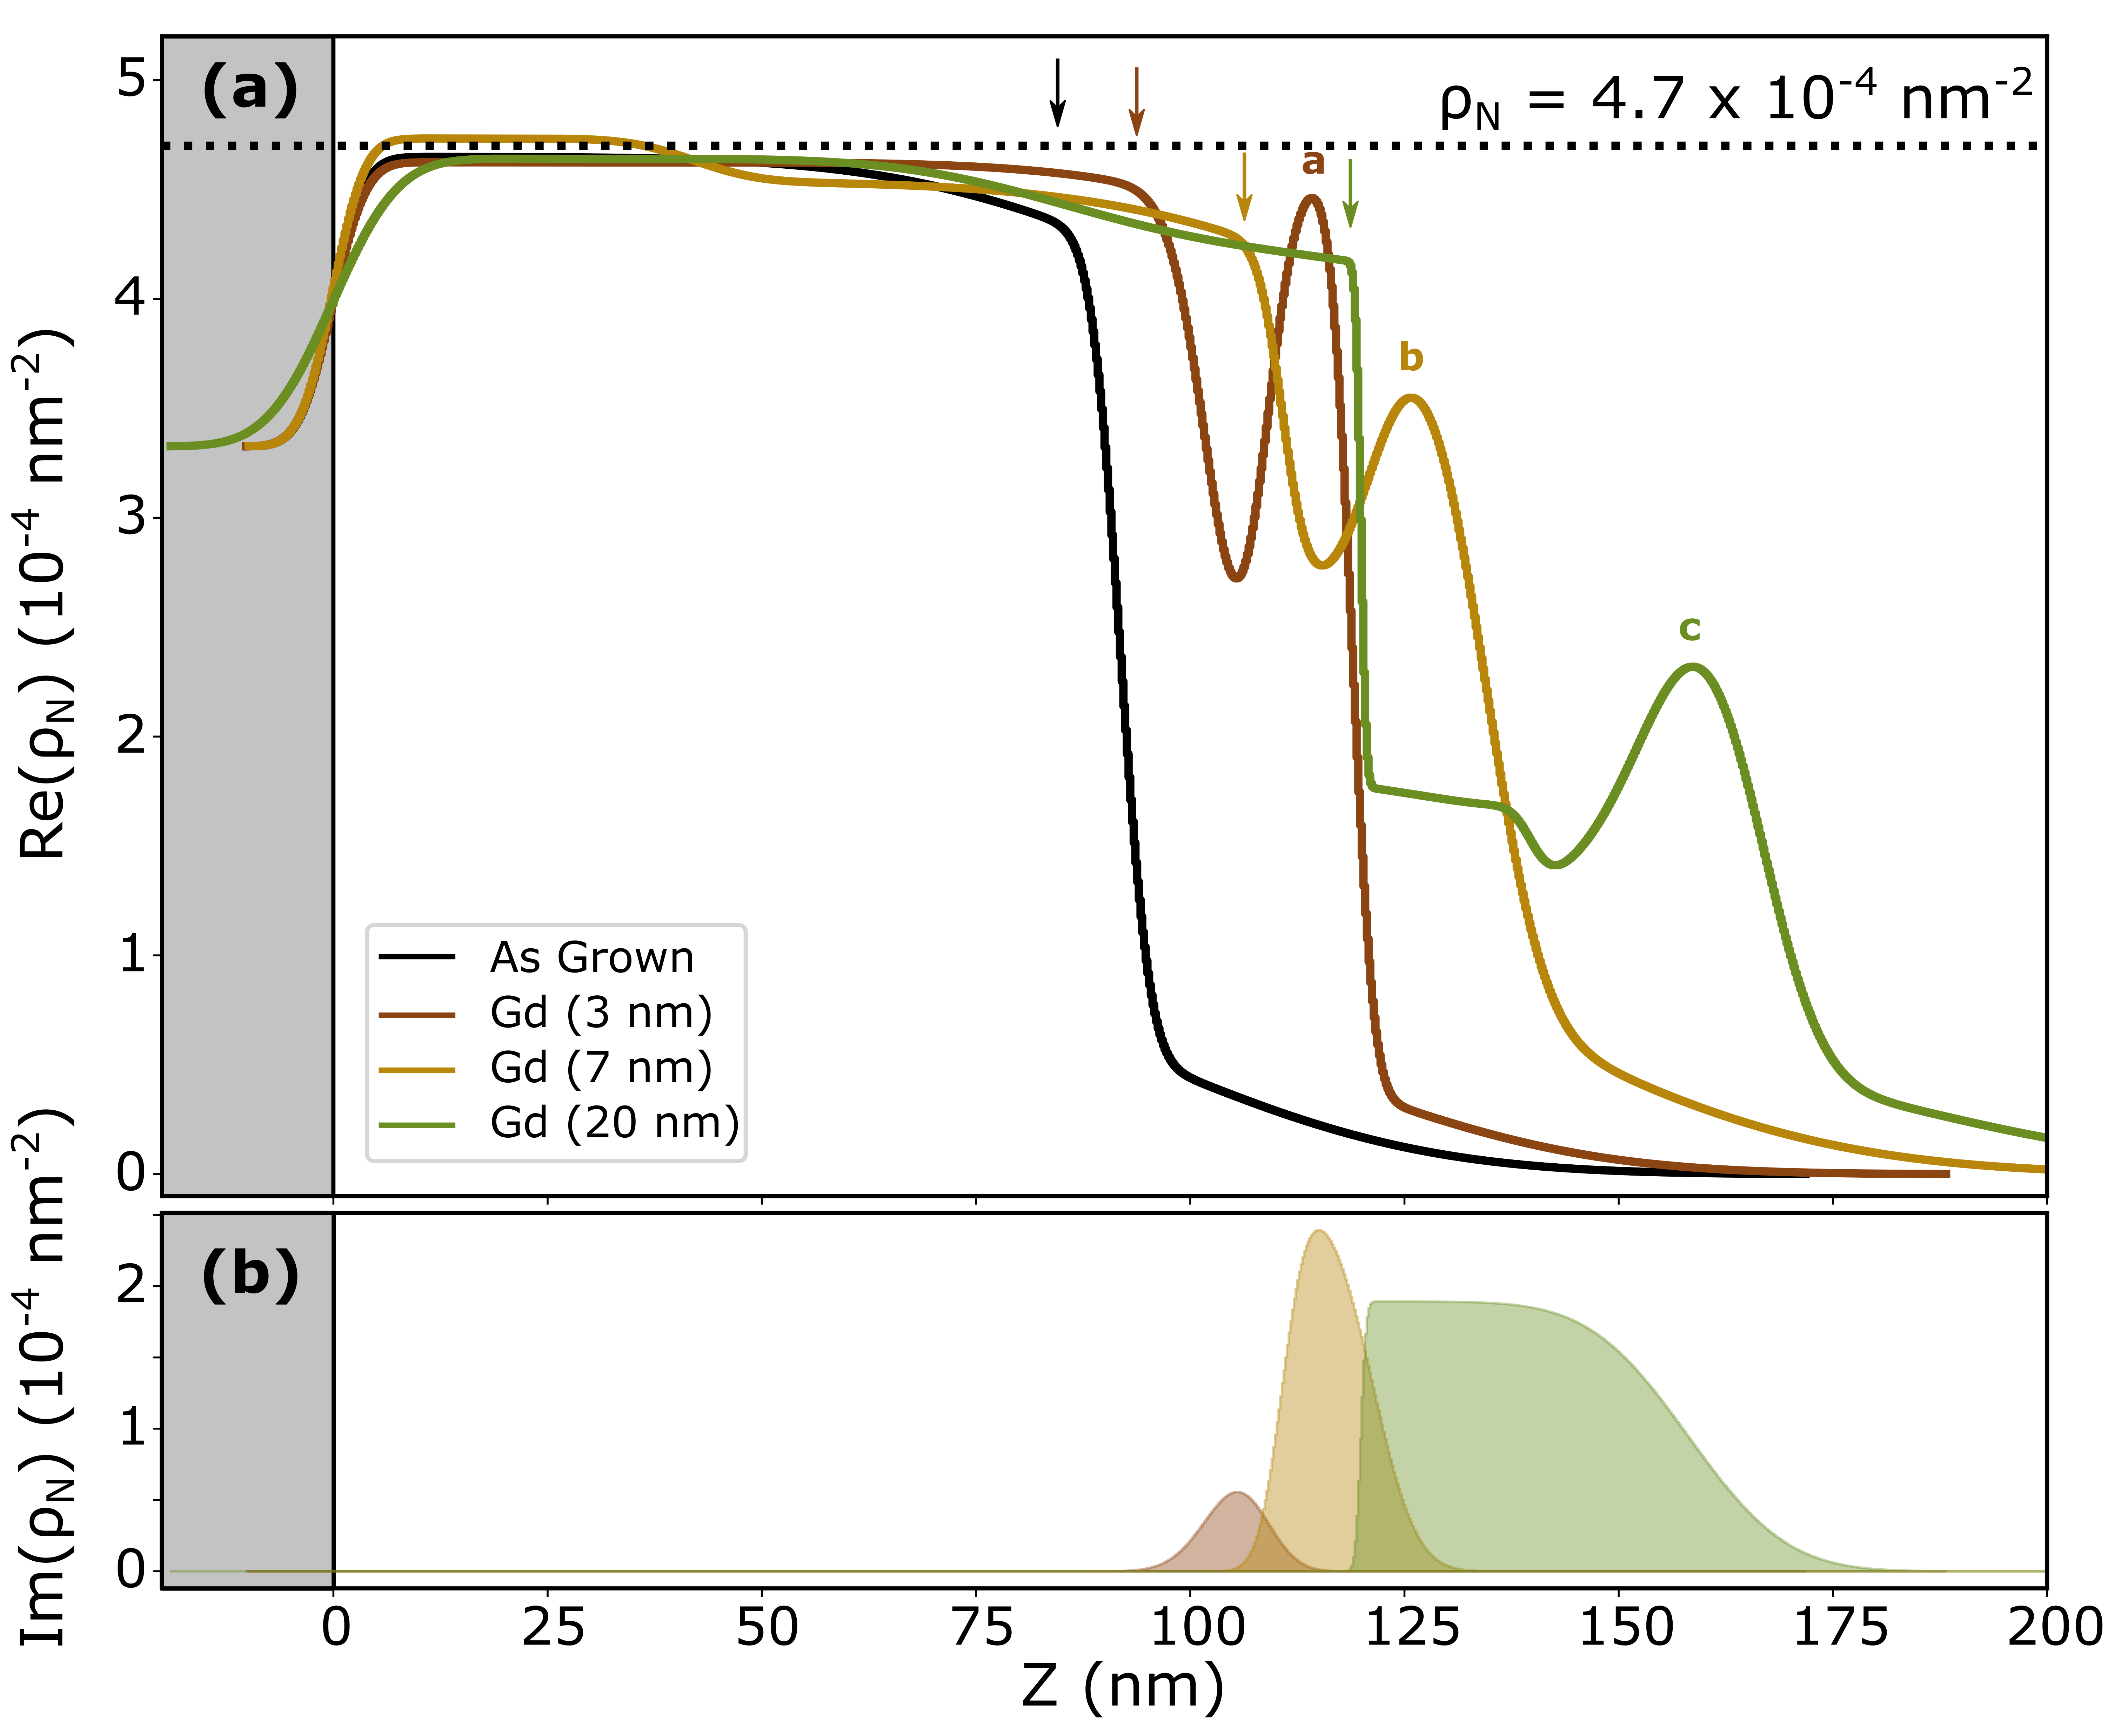 (a)
ρN = 4.7 x 10-4 nm-2
a
b
c
5
4
3
2
1
0
Re(ρN) (10-4 nm-2)
As Grown
Gd (3 nm)
Gd (7 nm)
Gd (20 nm)
(b)
2
1
0
Im(ρN) (10-4 nm-2)
0 25 50 75 100 125 150 175 200
Z (nm)